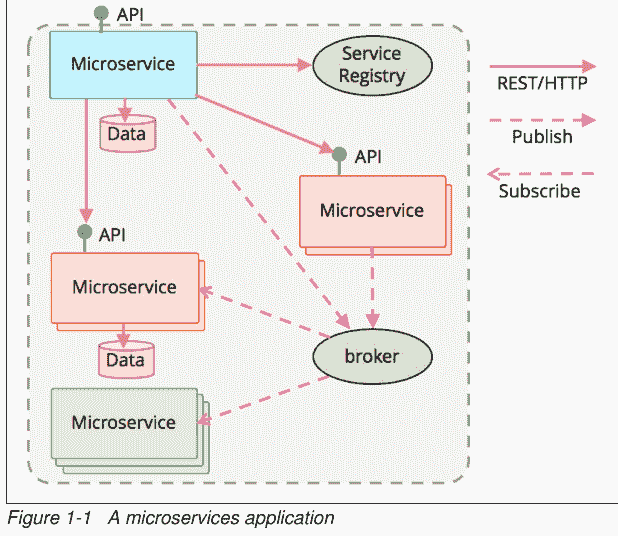 API
Microservice
Service
Registry
REST/HTTP
Data
Publish
API
Subscribe
Microservice
API
Microservice
broker
Data
Microservice
Figure 1-1 A microservices application